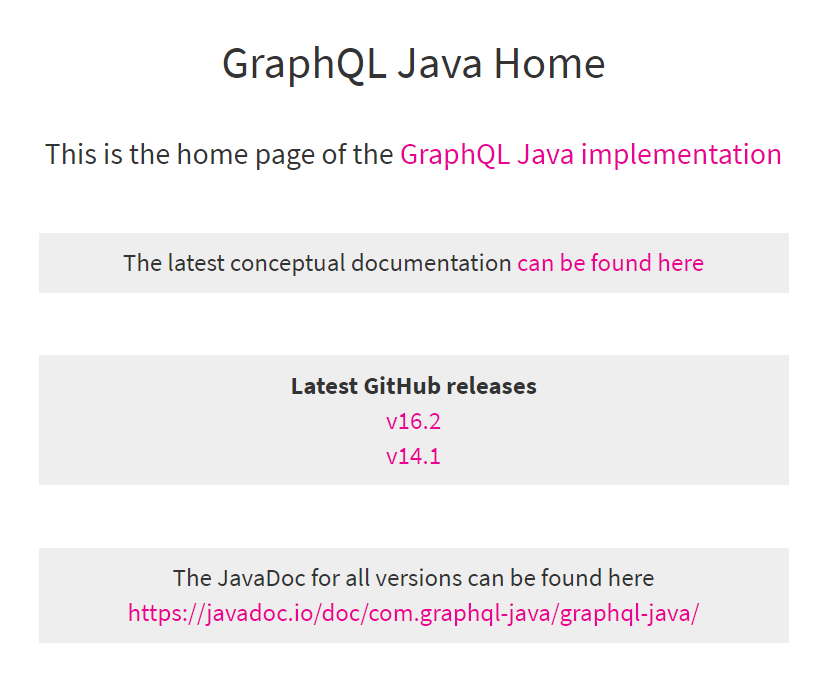 GraphQL Java Home
This is the home page of the GraphQL Java implementation
The latest conceptual documentation can be found here
Latest GitHub releases
v16.2
v14.1
The JavaDoc for all versions can be found here
https://javadoc.io/doc/com.graphql-java/graphql-java/